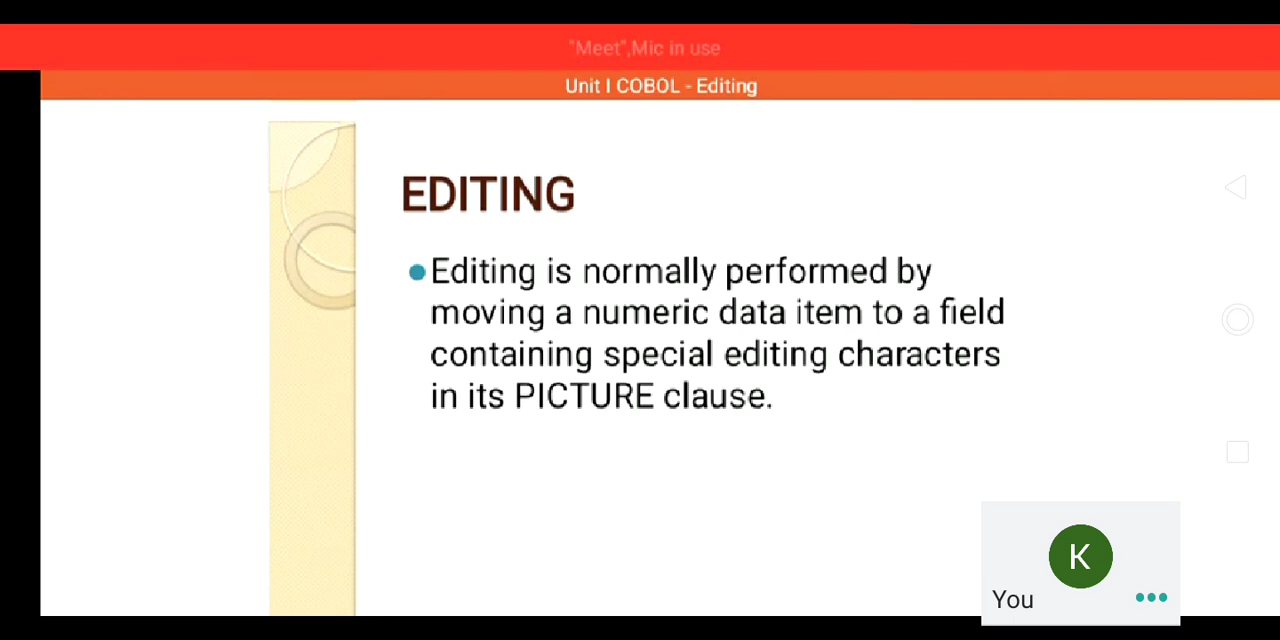 "Meet",Mic in use
Unit I COBOL - Editing
EDITING
Editing is normally performed by
moving a numeric data item to a field
containing special editing characters
in its PICTURE clause.
K
You